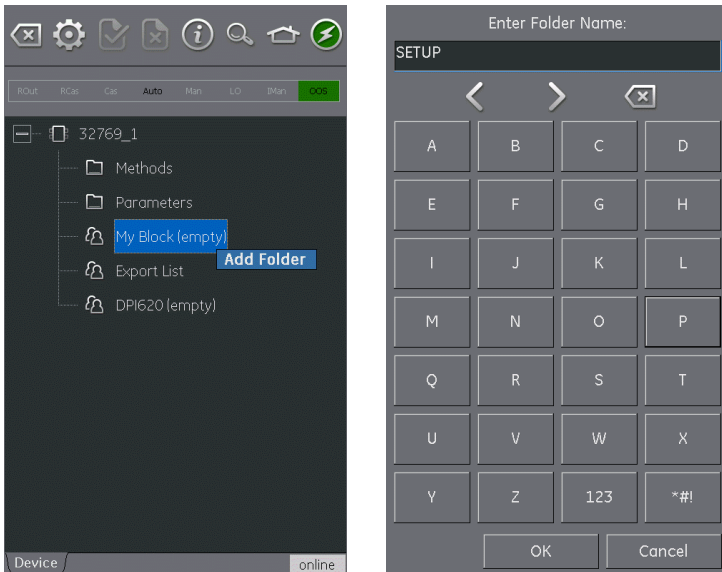 ROut RCas Cas Auto Man LO IMan OOS
32769_1
Methods
Parameters
My Block (empty)
Add Folder
Export List
DPI620 (empty)
Device
online
Enter Folder Name:
SETUP
A B C D
E F G H
I J K L
M N O P
Q R S T
U V W X
Y Z 123 *#!
OK Cancel